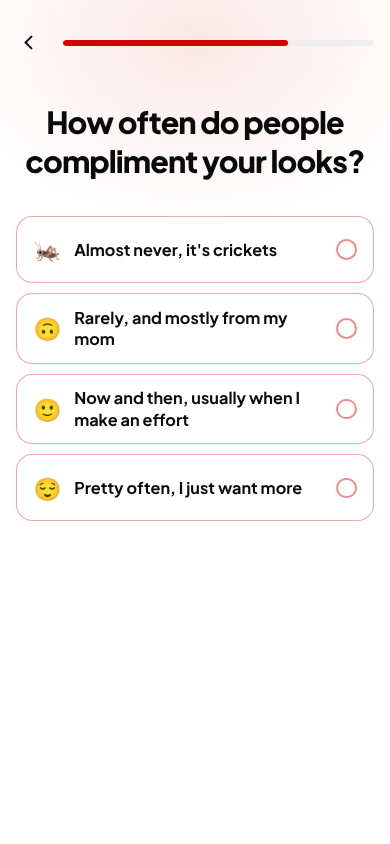 How often do people
compliment your looks?
Almost never, it's crickets
Rarely, and mostly from my
mom
Now and then, usually when I
make an effort
Pretty often, I just want more